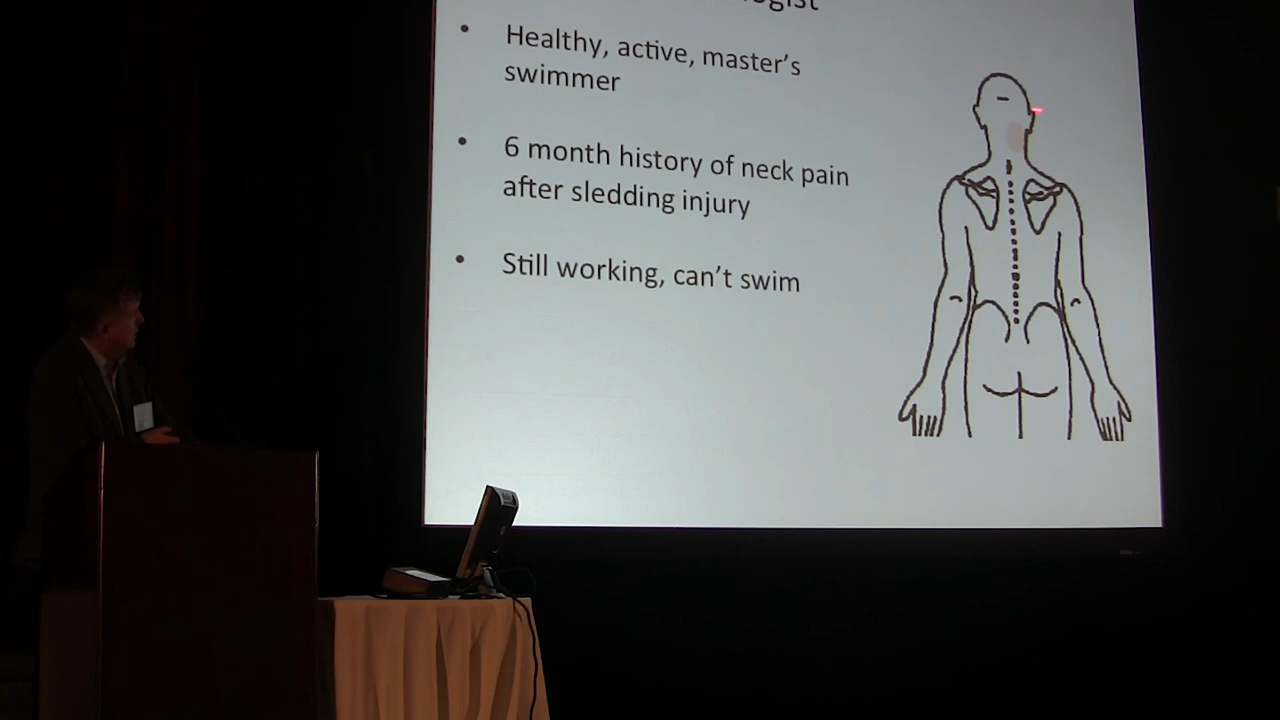 Healthy, active, master's
swimmer
6 month history of neck pain
after sledding injury
Still working, can't swim